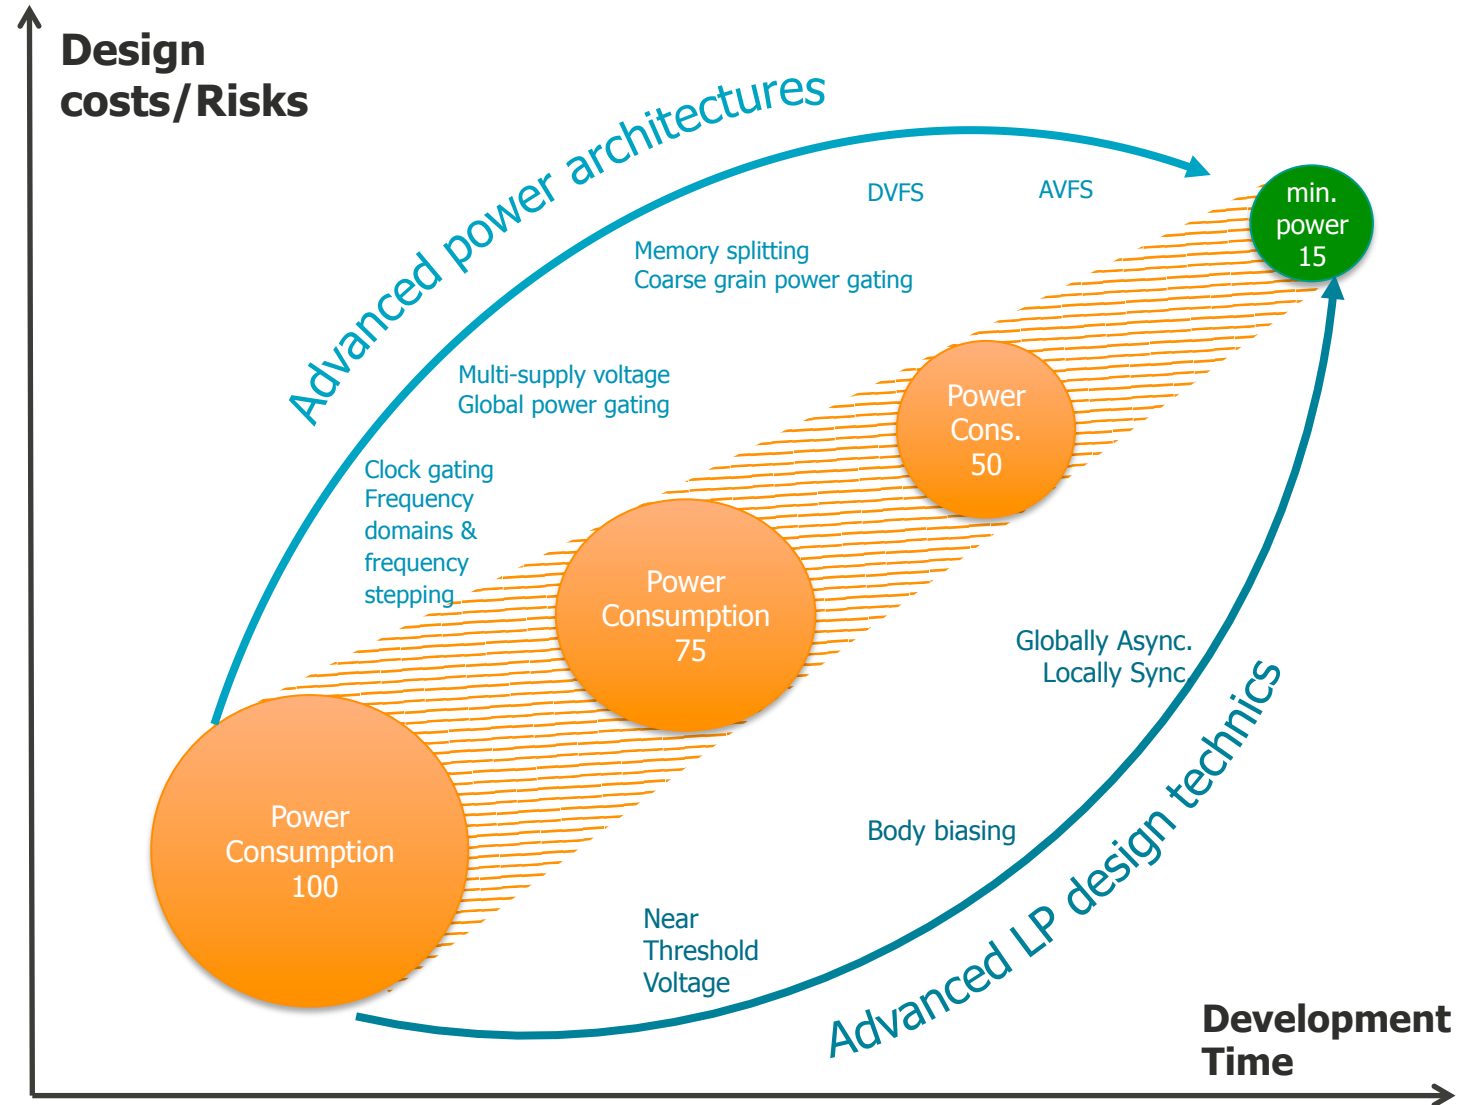 Design
costs/Risks
Advanced power architectures
DVFS
AVFS
min.
power
15
Memory splitting
Coarse grain power gating
Multi-supply voltage
Global power gating
Power
Cons.
50
Clock gating
Frequency
domains &
frequency
stepping
Power
Consumption
75
Globally Async.
Locally Sync.
Power
Consumption
100
Body biasing
Near
Threshold
Voltage
Advanced LP design technics
Development
Time